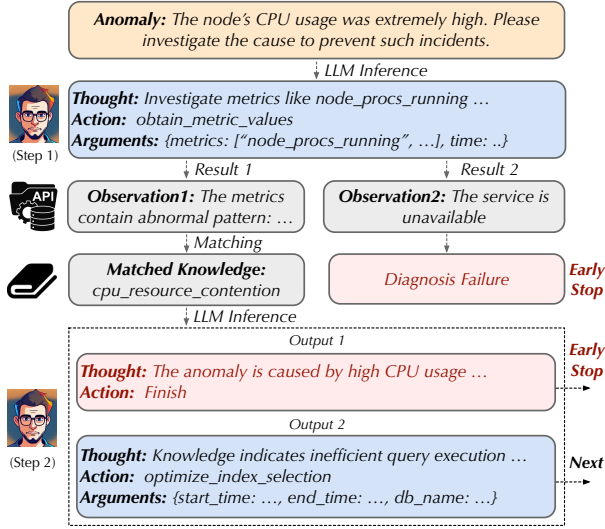 Anomaly: The node's CPU usage was extremely high. Please
investigate the cause to prevent such incidents.
LLM Inference
Thought: Investigate metrics like node_procs_running ...
Action: obtain_metric_values
Arguments: {metrics: ["node_procs_running", ...], time: ..}
(Step 1)
Result 1
Result 2
API
Observation1: The metrics
contain abnormal pattern: ...
Observation2: The service is
unavailable
Matching
Matched Knowledge:
cpu_resource_contention
Diagnosis Failure
Early
Stop
LLM Inference
Output 1
Thought: The anomaly is caused by high CPU usage ...
Action: Finish
Early
Stop
Output 2
Thought: Knowledge indicates inefficient query execution ...
Action: optimize_index_selection
Arguments: {start_time: ..., end_time: ..., db_name: ...}
Next
(Step 2)